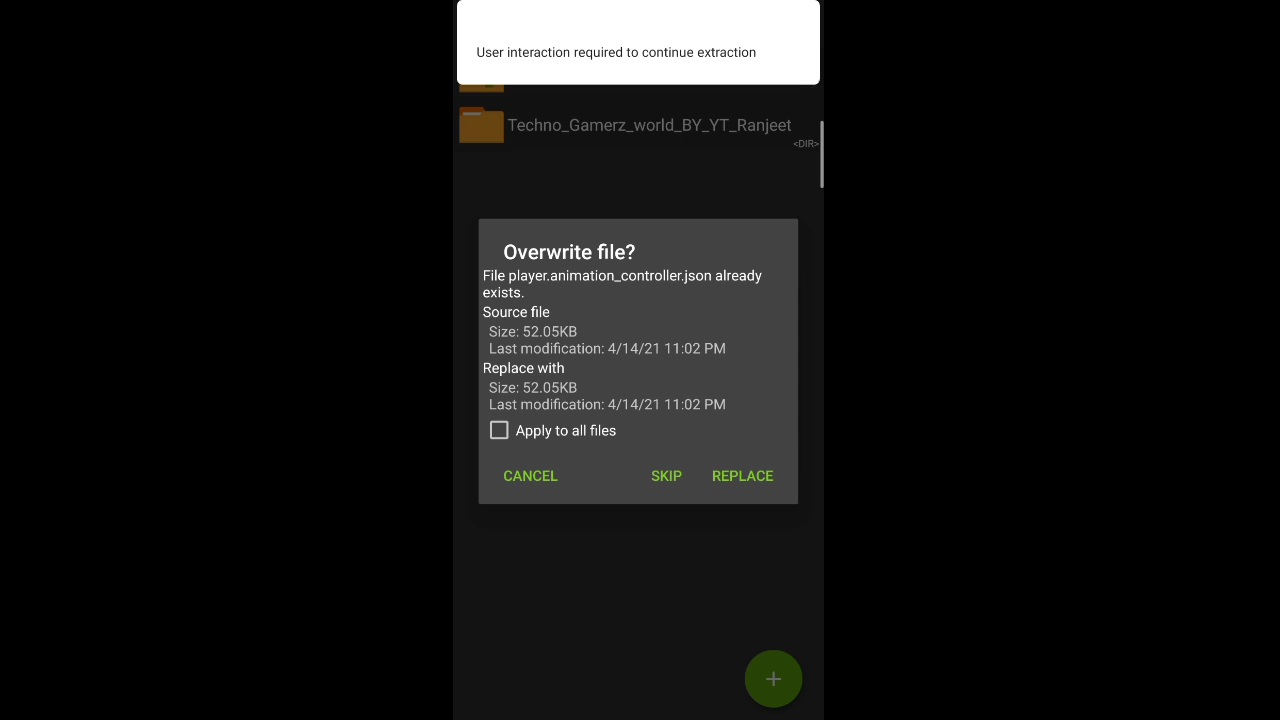 User interaction required to continue extraction
Techno_Gamerz_world_BY_YT_Ranjeet
<DIR>
Overwrite file?
File player.animation_controller.json already
exists.
Source file
Size: 52.05KB
Last modification: 4/14/21 11:02 PM
Replace with
Size: 52.05KB
Last modification: 4/14/21 11:02 PM
Apply to all files
CANCEL SKIP REPLACE